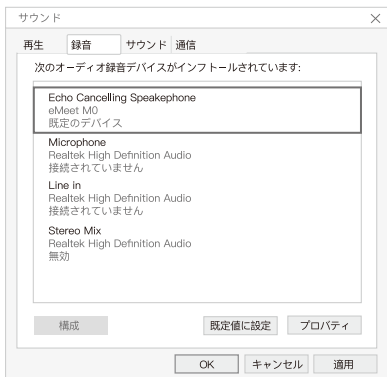 サウンド
再生 録音 サウンド 通信
次のオーディオ録音デバイスがインフトールされています:
Echo Cancelling Speakephone
eMeet M0
既定のデバイス
Microphone
Realtek High Defnition Audio
接続されていません
Line in
Realtek High Defnition Audio
接続されていません
Stereo Mix
Realtek High Defnition Audio
無効
構成 既定値に設定 プロパティ
OK キャンセル 適用